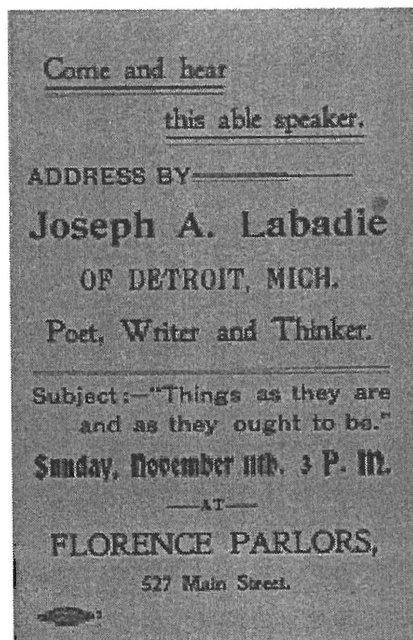 Come and hear
this able speaker.
ADDRESS BY
Joseph A. Labadie
OF DETROIT, MICH.
Poet, Writer and Thinker.
Subject:—"Things as they are
and as they ought to be."
Sunday, November 11th. 3 P. M.
—AT—
FLORENCE PARLORS,
527 Main Street.